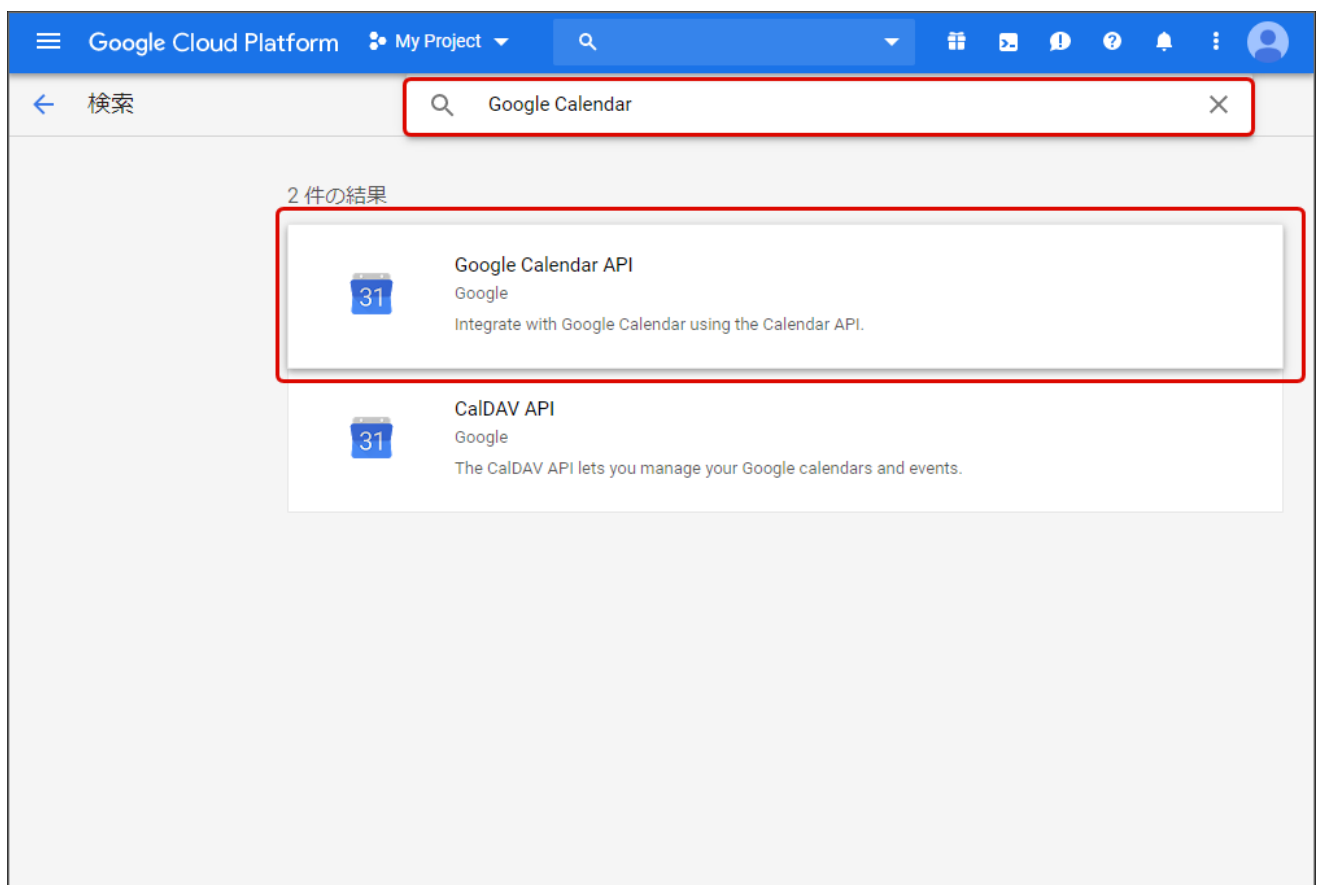 Google Cloud Platform My Project
検索 Google Calendar
2 件の結果
31
Google Calendar API
Google
Integrate with Google Calendar using the Calendar API.
31
CalDAV API
Google
The CalDAV API lets you manage your Google calendars and events.